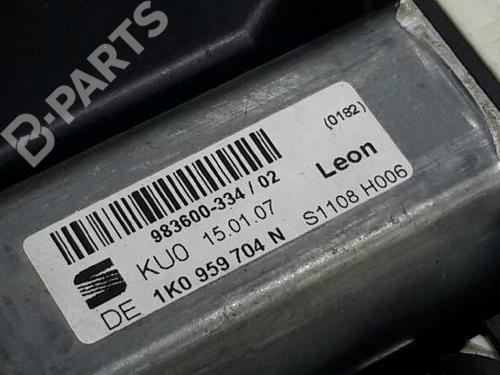 B-PARTS
(0182)
983600-334 / 02
Leon
KU0 15.01.07
S1108 H006
DE 1K0 959 704 N